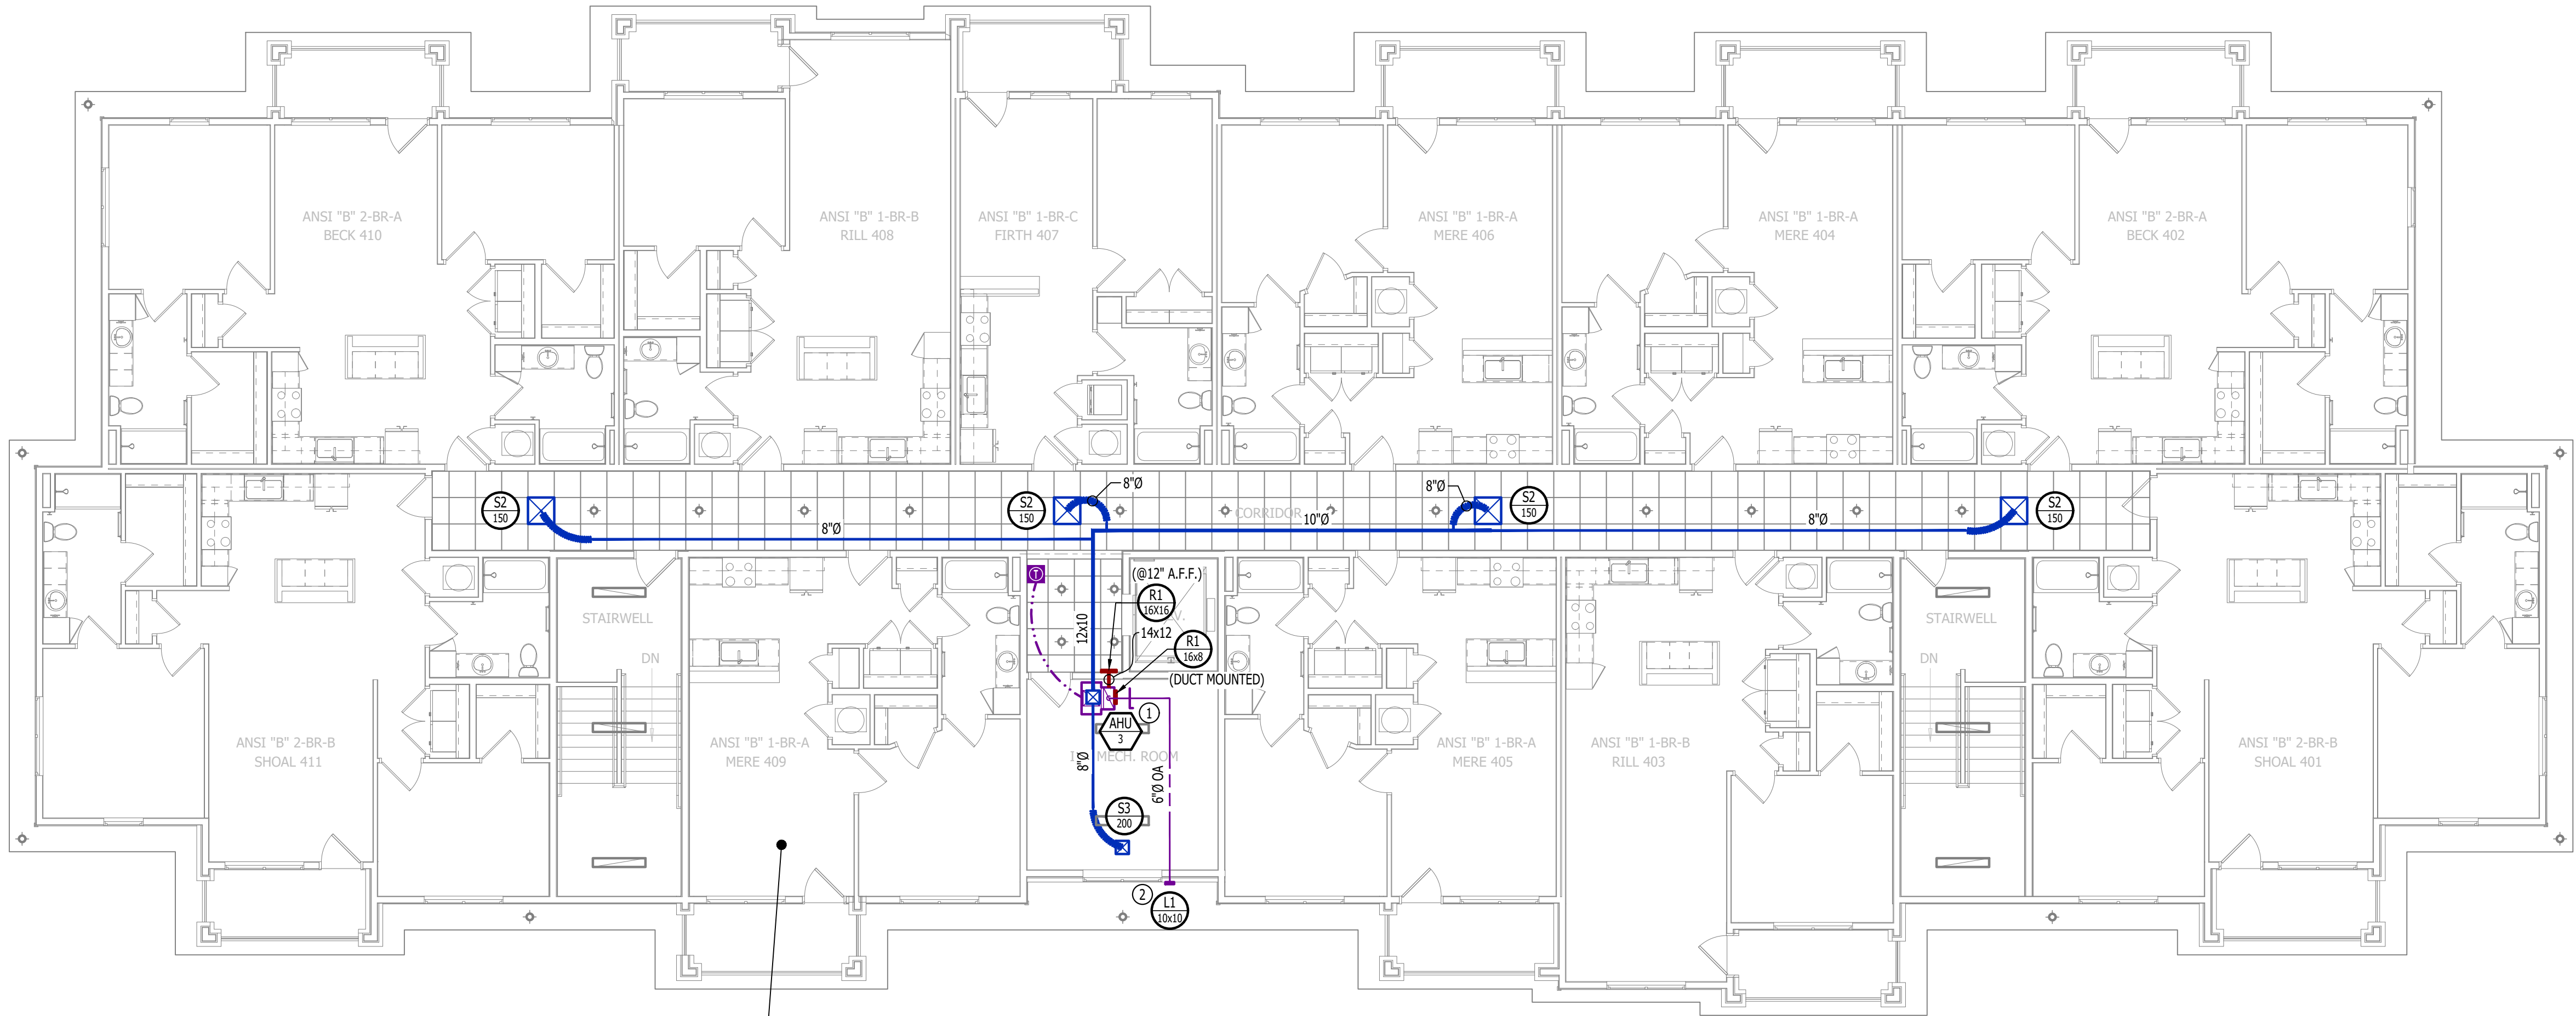 ANSI "B" 2-BR-A
BECK 410
ANSI "B" 1-BR-B
RILL 408
ANSI "B" 1-BR-C
FIRTH 407
ANSI "B" 1-BR-A
MERE 406
ANSI "B" 1-BR-A
MERE 404
ANSI "B" 2-BR-A
BECK 402
S2
150
8"Ø
S2
150
8"Ø
CORRIDOR
10"Ø
8"Ø
S2
150
8"Ø
S2
150
T
(@12" A.F.F.)
R1
16X16
12x10
14x12
R1
16x8
(DUCT MOUNTED)
STAIRWELL
DN
STAIRWELL
DN
ANSI "B" 2-BR-B
SHOAL 411
ANSI "B" 1-BR-A
MERE 409
AHU
3
1
MECH. ROOM
8"Ø
6"Ø OA
S3
200
ANSI "B" 1-BR-A
MERE 405
ANSI "B" 1-BR-B
RILL 403
ANSI "B" 2-BR-B
SHOAL 401
2
L1
10x10